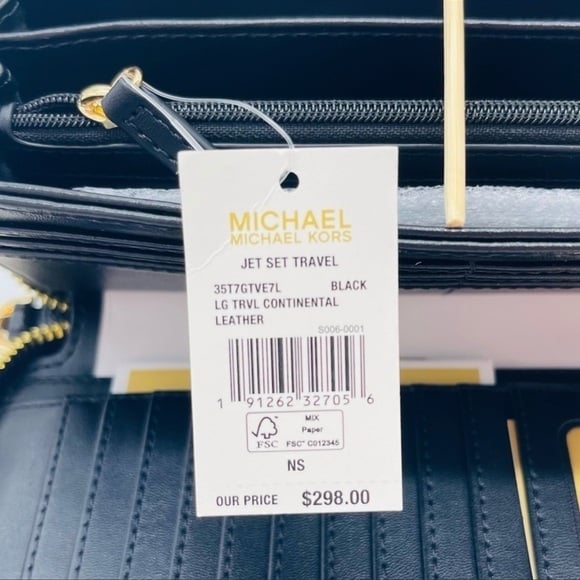 MICHAEL
MICHAEL KORS
JET SET TRAVEL
35T7GTVE7L BLACK
LG TRVL CONTINENTAL
LEATHER
S006-0001
1 91262 32705 6
FSC
MIX
Paper
FSC™ C012345
NS
OUR PRICE $298.00